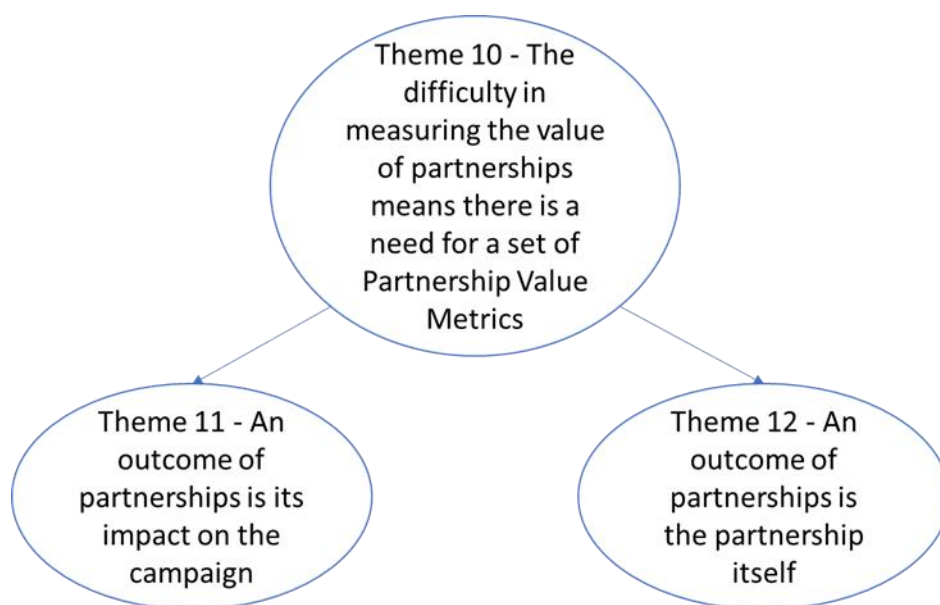 Theme 10 - The
difficulty in
measuring the value
of partnerships
means there is a
need for a set of
Partnership Value
Metrics
Theme 11 - An
outcome of
partnerships is its
impact on the
campaign
Theme 12 - An
outcome of
partnerships is
the partnership
itself